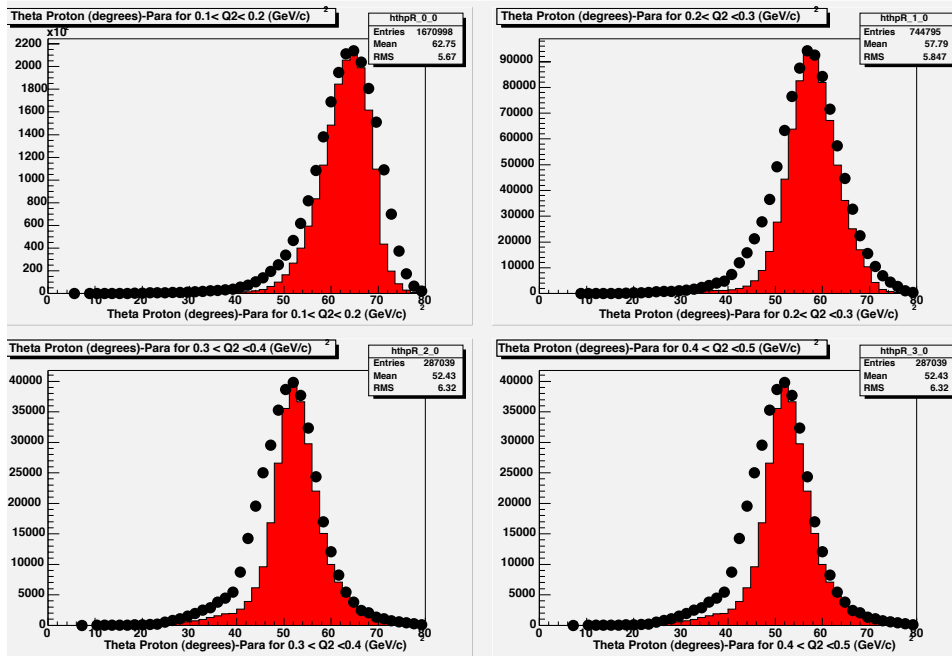 Theta Proton (degrees)-Para for 0.1< Q2< 0.2 (GeV/c) 2
hthpR_0_0
Entries 1670998
Mean 62.75
RMS 5.67
x10
2200
2000
1800
1600
1400
1200
1000
800
600
400
200
0
0 10 20 30 40 50 60 70 80
Theta Proton (degrees)-Para for 0.1< Q2< 0.2 (GeV/c) 2
Theta Proton (degrees)-Para for 0.2< Q2 <0.3 (GeV/c) 2
hthpR_1_0
Entries 744795
Mean 57.79
RMS 5.847
90000
80000
70000
60000
50000
40000
30000
20000
10000
0
0 10 20 30 40 50 60 70 80
Theta Proton (degrees)-Para for 0.2< Q2 <0.3 (GeV/c) 2
Theta Proton (degrees)-Para for 0.3 < Q2 <0.4 (GeV/c) 2
hthpR_2_0
Entries 287039
Mean 52.43
RMS 6.32
40000
35000
30000
25000
20000
15000
10000
5000
0
0 10 20 30 40 50 60 70 80
Theta Proton (degrees)-Para for 0.3 < Q2 <0.4 (GeV/c) 2
Theta Proton (degrees)-Para for 0.4 < Q2 <0.5 (GeV/c) 2
hthpR_3_0
Entries 287039
Mean 52.43
RMS 6.32
40000
35000
30000
25000
20000
15000
10000
5000
0
0 10 20 30 40 50 60 70 80
Theta Proton (degrees)-Para for 0.4 < Q2 <0.5 (GeV/c) 2